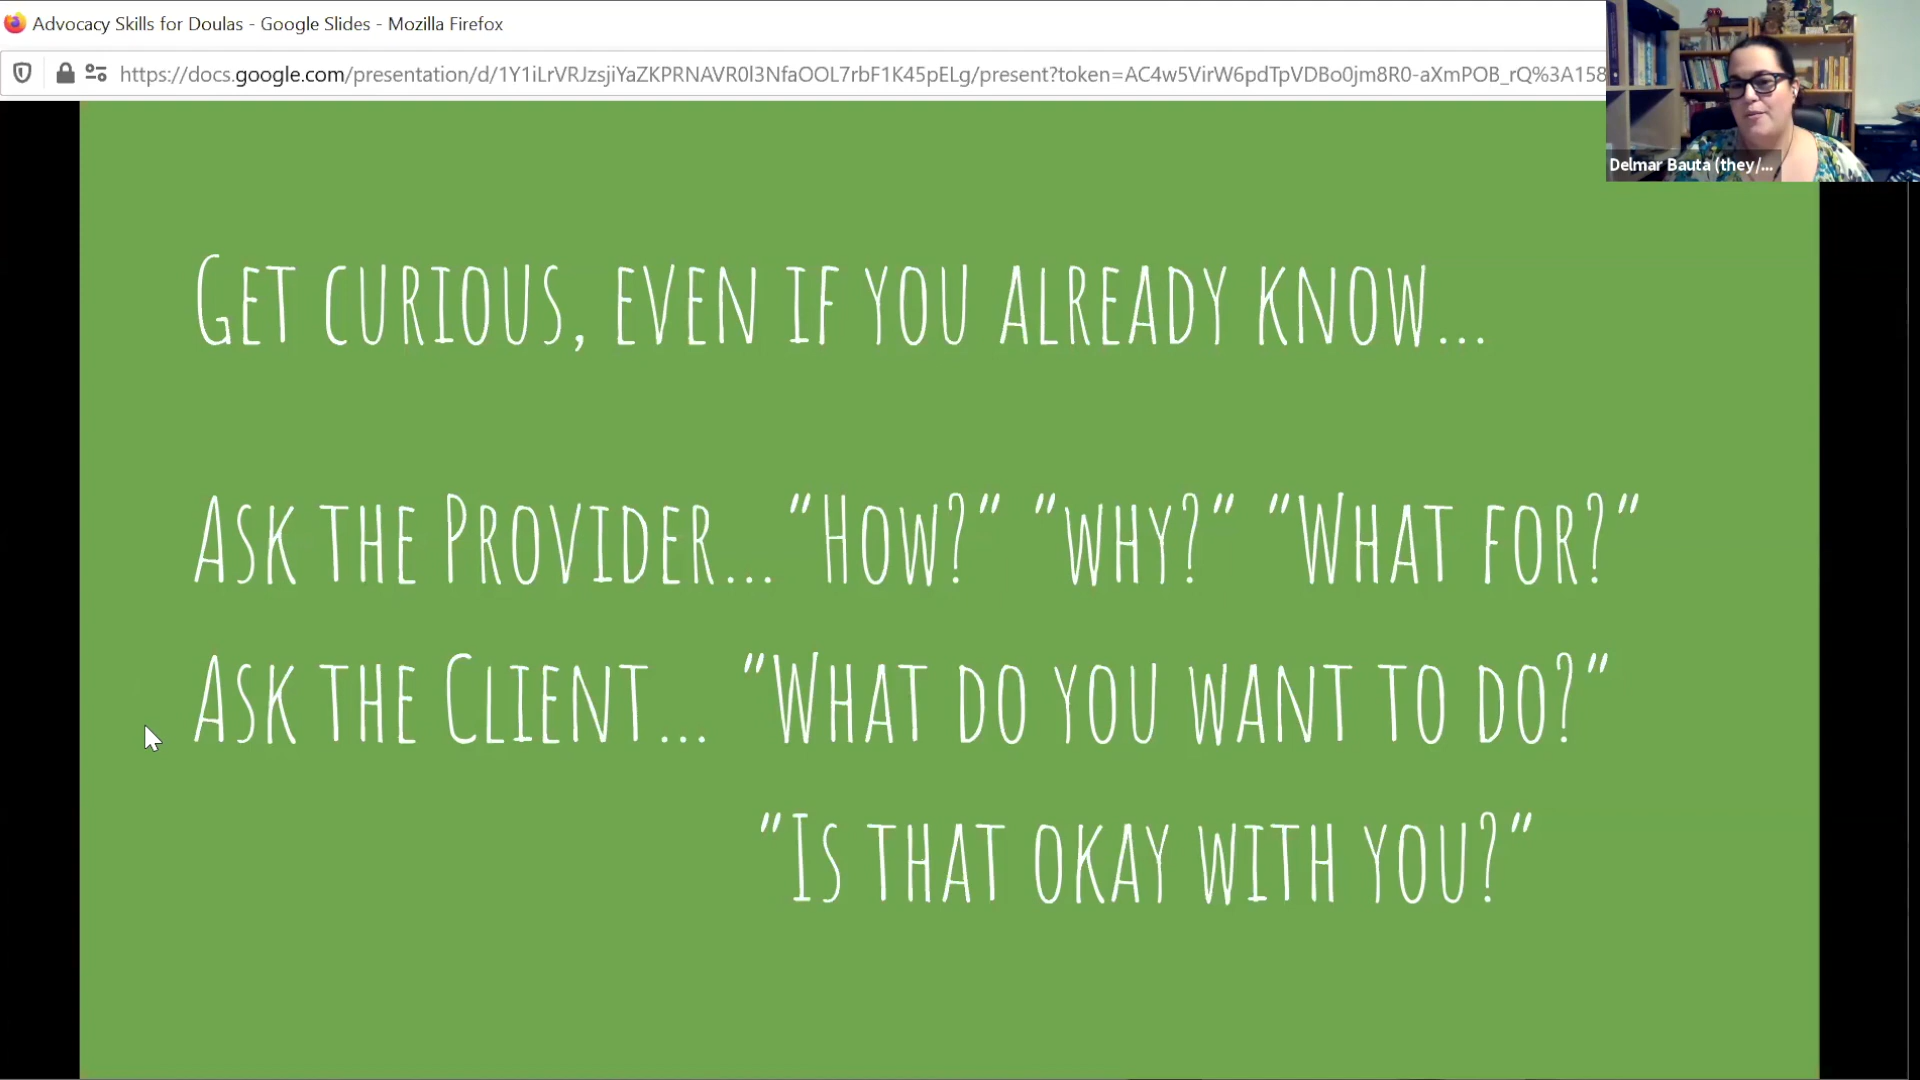 Advocacy Skills for Doulas - Google Slides - Mozilla Firefox
https://docs.google.com/presentation/d/1Y1iLrVRJzsjiYaZKPRNAVR0l3NfaOOL7rbF1K45pELg/present?token=AC4w5VirW6pdTpVDBo0jm8R0-aXmPOB_rQ%3A158
Delmar Bauta (they/...
Get curious, even if you already know...
Ask the Provider... "How?" "why?" "What for?"
Ask the Client... "What do you want to do?"
"Is that okay with you?"